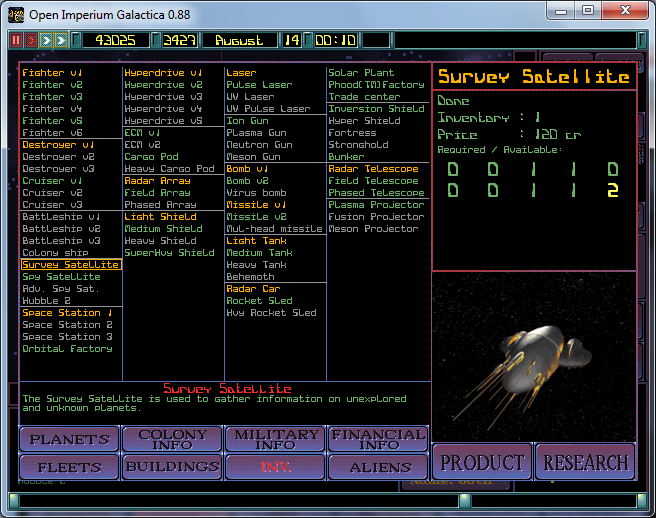 Open Imperium Galactica 0.88
43025 3427 August 14 00:10
Fighter v1
Fighter v2
Fighter v3
Fighter v4
Fighter v5
Fighter v6
Destroyer v1
Destroyer v2
Destroyer v3
Cruiser v1
Cruiser v2
Cruiser v3
Battleship v1
Battleship v2
Battleship v3
Colony ship
Survey Satellite
Spy Satellite
Adv. Spy Sat.
Hubble 2
Space Station 1
Space Station 2
Space Station 3
Orbital Factory
Hyperdrive v1
Hyperdrive v2
Hyperdrive v3
Hyperdrive v4
Hyperdrive v5
ECM v1
ECM v2
Cargo Pod
Heavy Cargo Pod
Radar Array
Field Array
Phased Array
Light Shield
Medium Shield
Heavy Shield
SuperHvy Shield
Laser
Pulse Laser
UV Laser
UV Pulse Laser
Ion Gun
Plasma Gun
Neutron Gun
Meson Gun
Bomb v1
Bomb v2
Virus bomb
Missile v1
Missile v2
Mul-head missile
Light Tank
Medium Tank
Heavy Tank
Behemoth
Radar Car
Rocket Sled
Hvy Rocket Sled
Solar Plant
Phood(TM)Factory
Trade center
Inversion Shield
Hyper Shield
Fortress
Stronghold
Bunker
Radar Telescope
Field Telescope
Phased Telescope
Plasma Projector
Fusion Projector
Meson Projector
Survey Satellite
Done
Inventory : 1
Price : 120 cr
Required / Available:
0 0 1 1 0
0 0 1 1 2
Survey Satellite
The Survey Satellite is used to gather information on unexplored
and unknown planets.
PLANETS
COLONY
INFO
MILITARY
INFO
FINANCIAL
INFO
FLEETS
BUILDINGS
INV.
ALIENS
PRODUCT
RESEARCH
Hubble 2